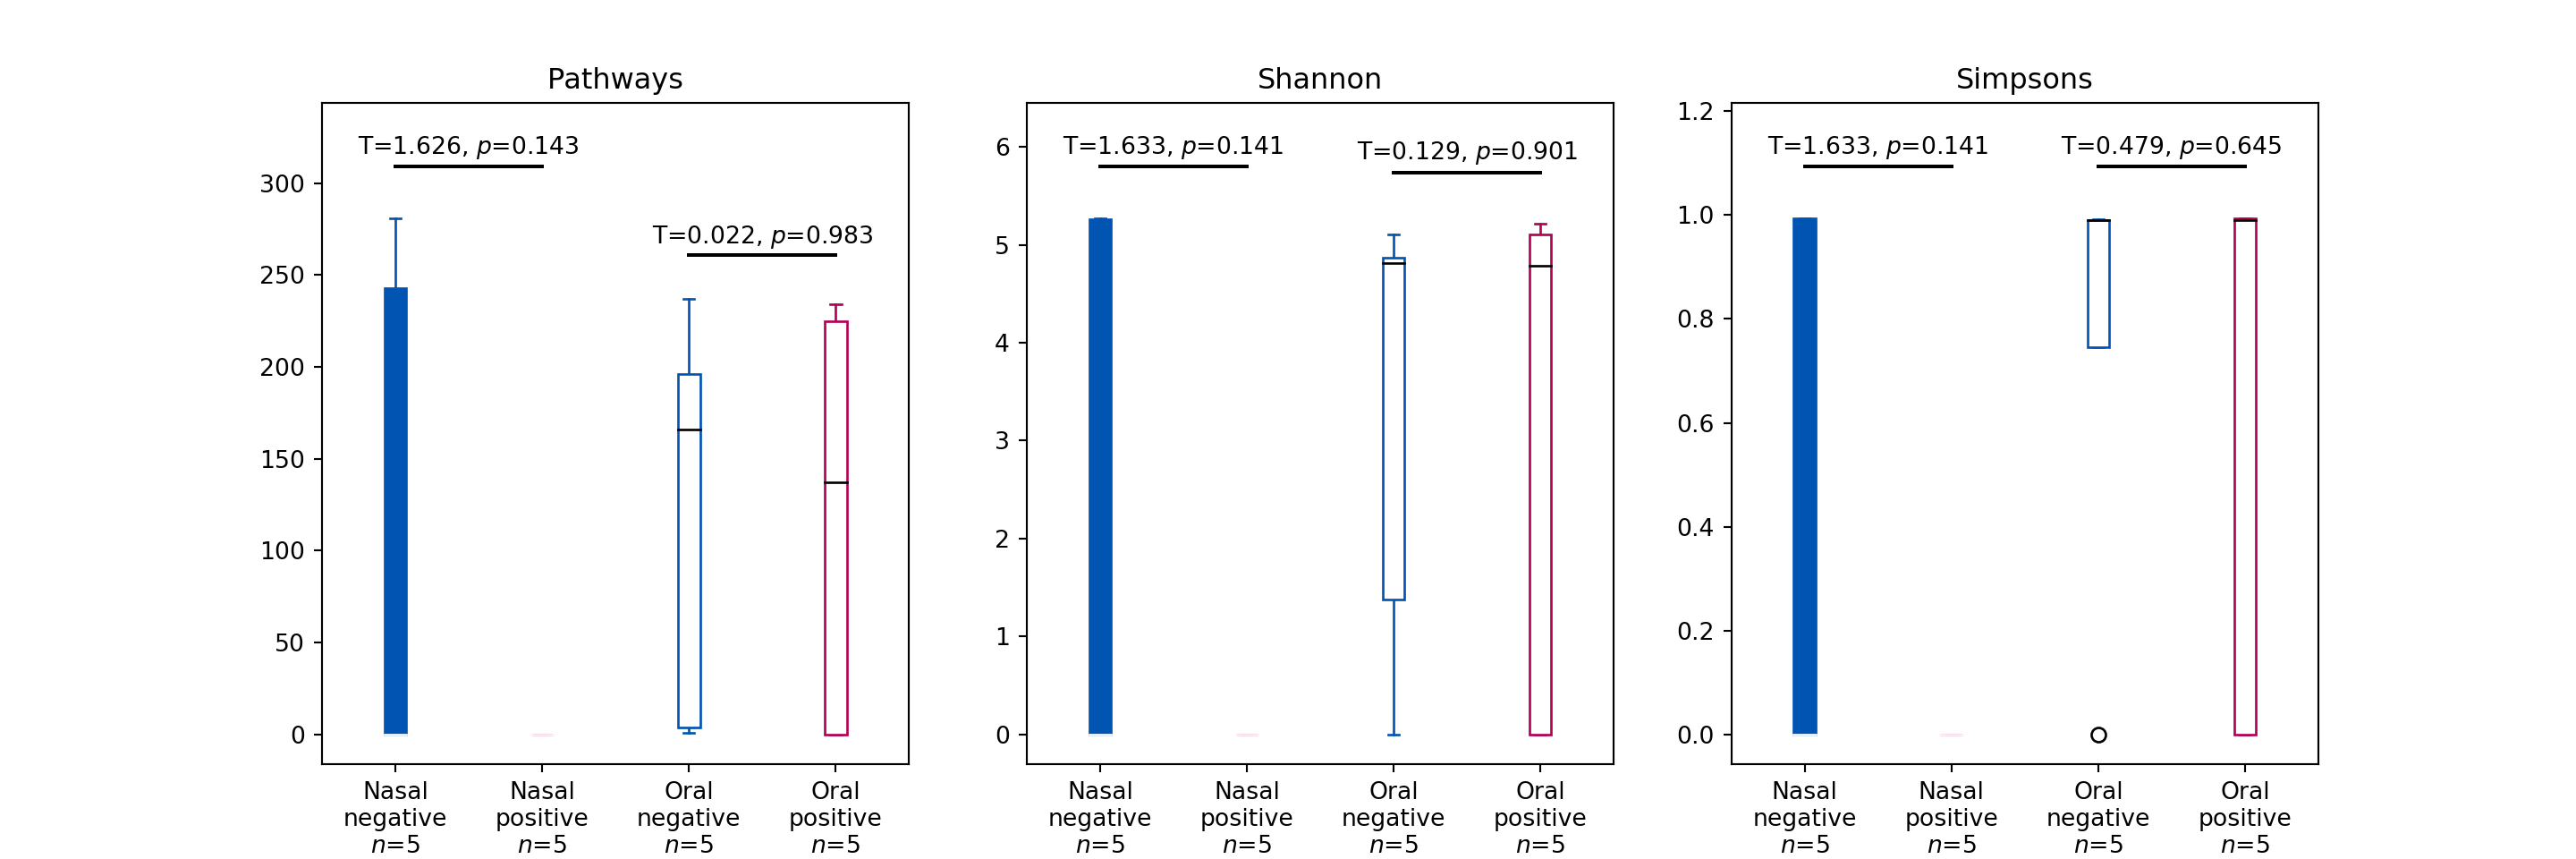 Pathways
T=1.626, p=0.143
T=0.022, p=0.983
300
250
200
150
100
50
0
Nasal negative n=5
Nasal positive n=5
Oral negative n=5
Oral positive n=5
Shannon
T=1.633, p=0.141
T=0.129, p=0.901
6
5
4
3
2
1
0
Nasal negative n=5
Nasal positive n=5
Oral negative n=5
Oral positive n=5
Simpsons
T=1.633, p=0.141
T=0.479, p=0.645
1.2
1.0
0.8
0.6
0.4
0.2
0.0
Nasal negative n=5
Nasal positive n=5
Oral negative n=5
Oral positive n=5